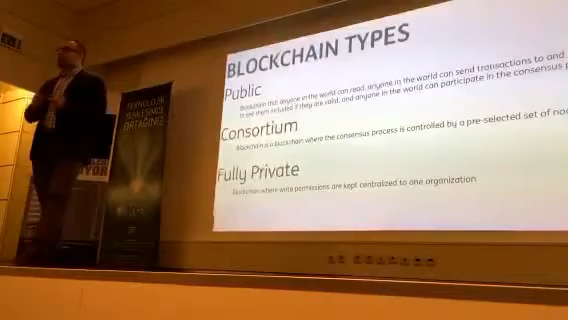 BLOCKCHAIN TYPES
Public
Blockchain that anyone in the world can read, anyone in the world can send transactions to and
to see them included if they are valid, and anyone in the world can participate in the consensus p
Consortium
Blockchain is a blockchain where the consensus process is controlled by a pre-selected set of no
Fully Private
Blockchain where write permissions are kept centralized to one organization
TEKNOLOJİK
ORTAĞINIZ